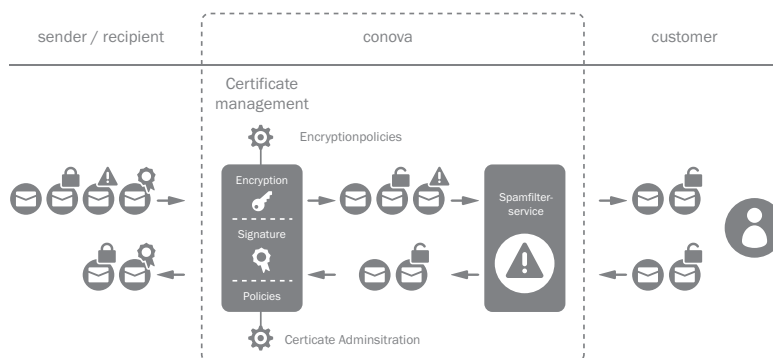 sender / recipient
conova
customer
Certificate
management
Encryptionpolicies
Encryption
Signature
Policies
Spamfilter-
service
Certicate Adminsitration